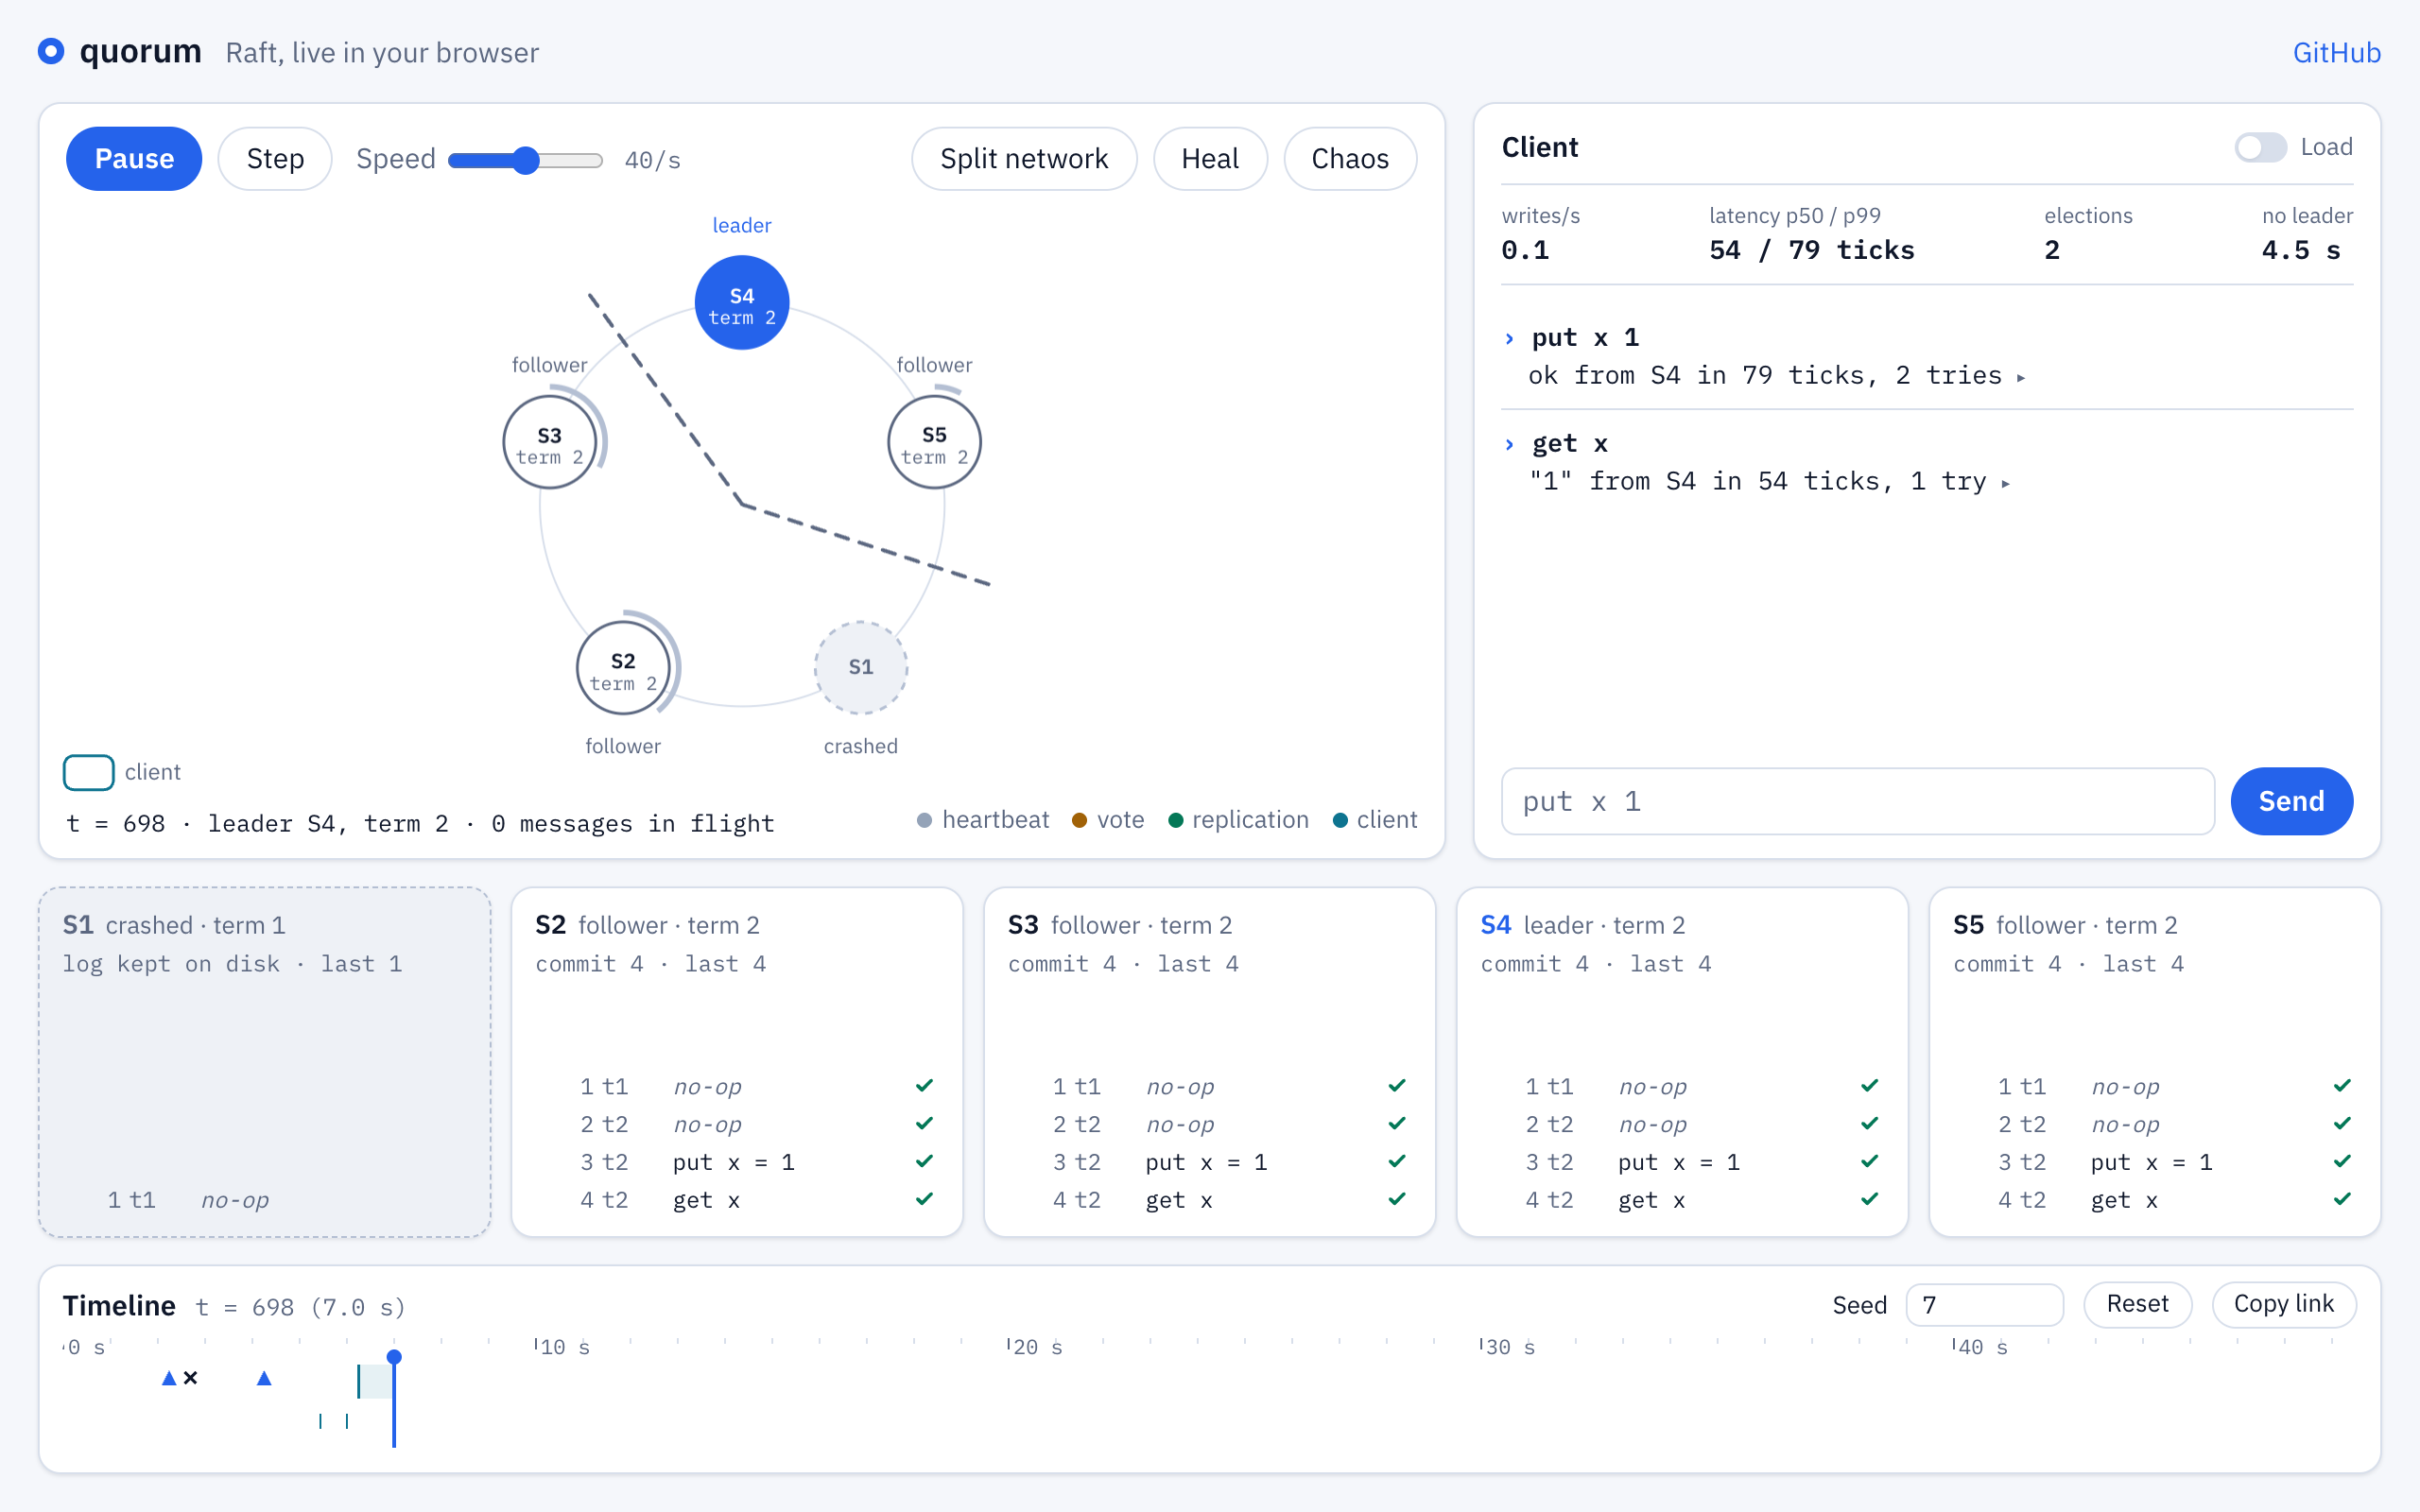 quorum Raft, live in your browser GitHub
Pause Step Speed 40/s Split network Heal Chaos
leader
S4
term 2
follower
follower
S3
term 2
S5
term 2
S2
term 2
S1
follower
crashed
client
t = 698 · leader S4, term 2 · 0 messages in flight
heartbeat vote replication client
Client Load
writes/s latency p50 / p99 elections no leader
0.1 54 / 79 ticks 2 4.5 s
› put x 1
ok from S4 in 79 ticks, 2 tries ▸
› get x
"1" from S4 in 54 ticks, 1 try ▸
put x 1 Send
S1 crashed · term 1
log kept on disk · last 1
1 t1 no-op
S2 follower · term 2
commit 4 · last 4
1 t1 no-op ✓
2 t2 no-op ✓
3 t2 put x = 1 ✓
4 t2 get x ✓
S3 follower · term 2
commit 4 · last 4
1 t1 no-op ✓
2 t2 no-op ✓
3 t2 put x = 1 ✓
4 t2 get x ✓
S4 leader · term 2
commit 4 · last 4
1 t1 no-op ✓
2 t2 no-op ✓
3 t2 put x = 1 ✓
4 t2 get x ✓
S5 follower · term 2
commit 4 · last 4
1 t1 no-op ✓
2 t2 no-op ✓
3 t2 put x = 1 ✓
4 t2 get x ✓
Timeline t = 698 (7.0 s) Seed 7 Reset Copy link
0 s 10 s 20 s 30 s 40 s